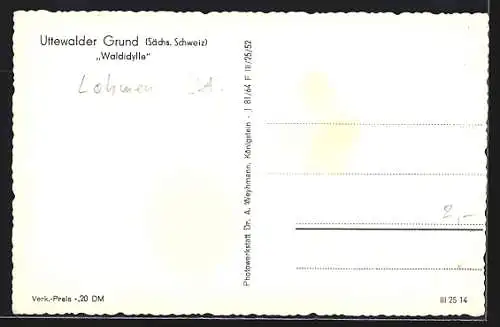 Uttewalder Grund (Sächs. Schweiz)
„Waldidylle"
Lohmen
Photowerkstatt Dr. A. Weyhmann, Königstein - J 81/64 F III/25/52
2,-
Verk.-Preis -,20 DM
BI 25 14